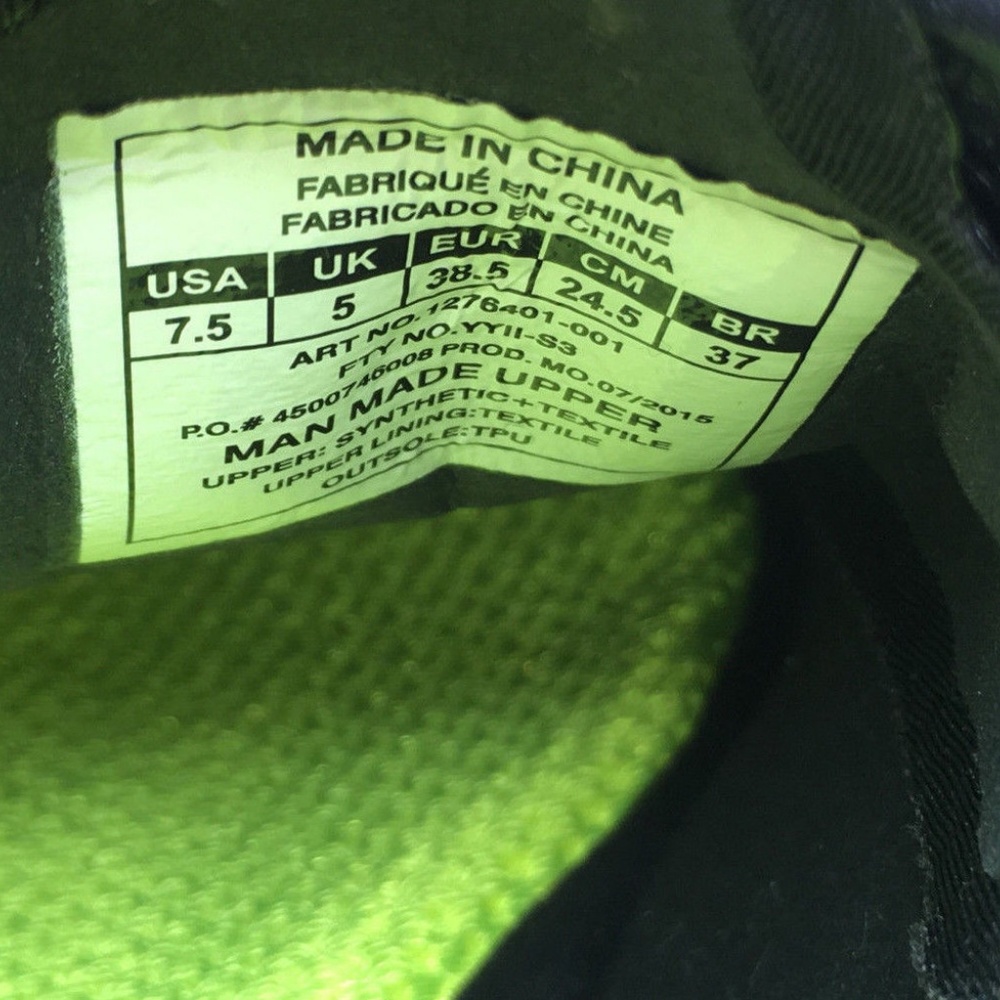 MADE IN CHINA
FABRIQUÉ EN CHINE
FABRICADO EN CHINA
USA UK EUR CM BR
7.5 5 38.5 24.5 37
ART NO.1276401-001
FTY NO.YYII-S3
P.O.# 4500746008 PROD. MO.07/2015
MAN MADE UPPER
UPPER: SYNTHETIC+TEXTILE
UPPER LINING:TEXTILE
OUTSOLE:TPU